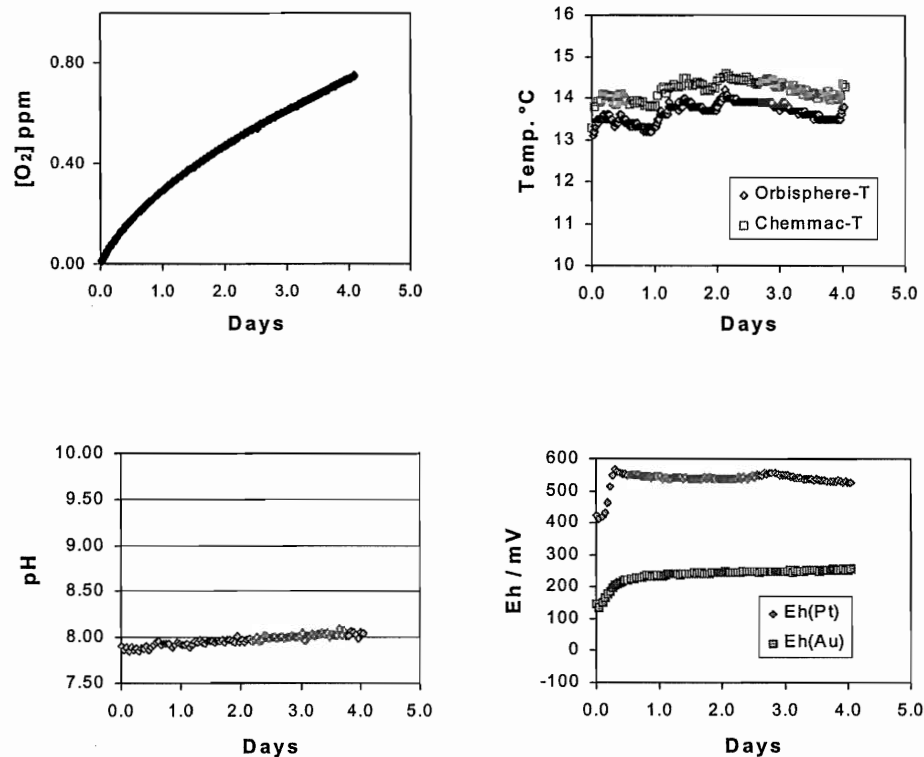 [O₂] ppm
0.80
0.40
0.00
0.0 1.0 2.0 3.0 4.0 5.0
Days
Temp. °C
16
15
14
13
12
11
10
Orbisphere-T
Chemmac-T
0.0 1.0 2.0 3.0 4.0 5.0
Days
pH
10.00
9.50
9.00
8.50
8.00
7.50
0.0 1.0 2.0 3.0 4.0 5.0
Days
Eh / mV
600
500
400
300
200
100
0
-100
Eh(Pt)
Eh(Au)
0.0 1.0 2.0 3.0 4.0 5.0
Days